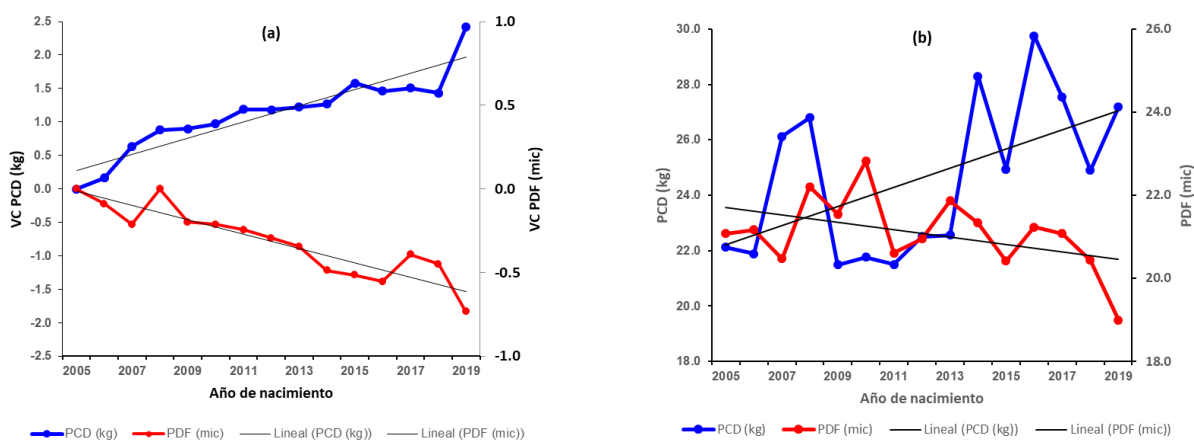 (a)
VC PCD (kg)
2.5
2.0
1.5
1.0
0.5
0.0
-0.5
-1.0
-1.5
-2.0
-2.5
VC PDF (mic)
1.0
0.5
0.0
-0.5
-1.0
2005 2007 2009 2011 2013 2015 2017 2019
Año de nacimiento
PCD (kg) PDF (mic) Lineal (PCD (kg)) Lineal (PDF (mic))
(b)
PCD (kg)
30.0
28.0
26.0
24.0
22.0
20.0
18.0
PDF (mic)
26.0
24.0
22.0
20.0
18.0
2005 2007 2009 2011 2013 2015 2017 2019
Año de nacimiento
PCD (kg) PDF (mic) Lineal (PCD (kg)) Lineal (PDF (mic))